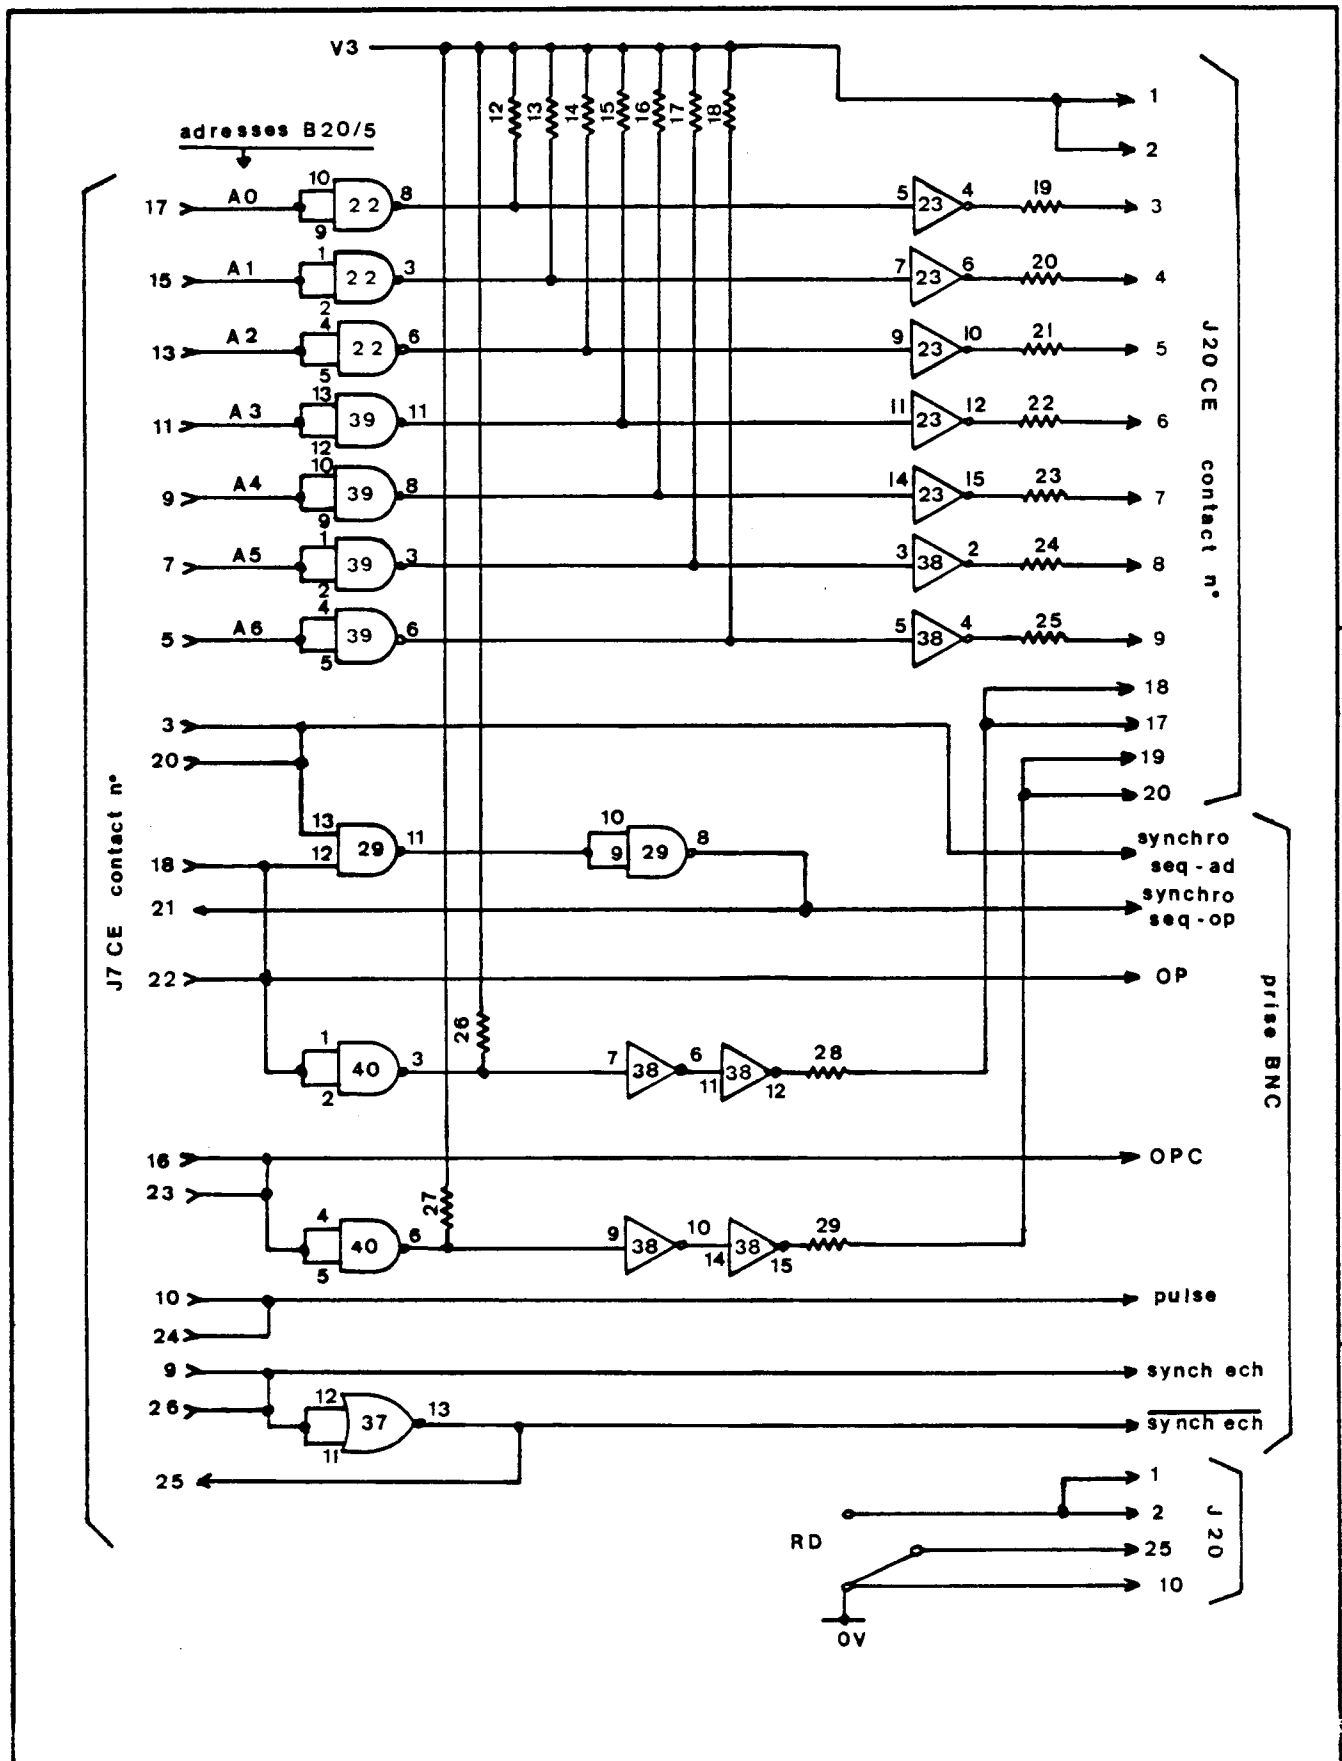 V3
12 13 14 15 16 17 18
1
2
adresses B20/5
17 A0 10 9 22 8 5 23 4 19 3
15 A1 1 2 22 3 7 23 6 20 4
13 A2 4 5 22 6 9 23 10 21 5
11 A3 13 12 39 11 11 23 12 22 6
9 A4 10 9 39 8 14 23 15 23 7
7 A5 1 2 39 3 3 38 2 24 8
5 A6 4 5 39 6 5 38 4 25 9
J20 CE contact n°
18
3 17
20 19
20
13 12 29 11 10 9 29 8
18
synchro
seq-ad
21
synchro
seq-op
J7 CE contact n°
22 OP
26
1 2 40 3 7 38 6 11 38 12 28
prise BNC
16 OPC
23
27
4 5 40 6 9 38 10 14 38 15 29
10 pulse
24
9 synch ech
26 12 11 37 13 synch ech
25
1
2
RD
25
10
J20
0V